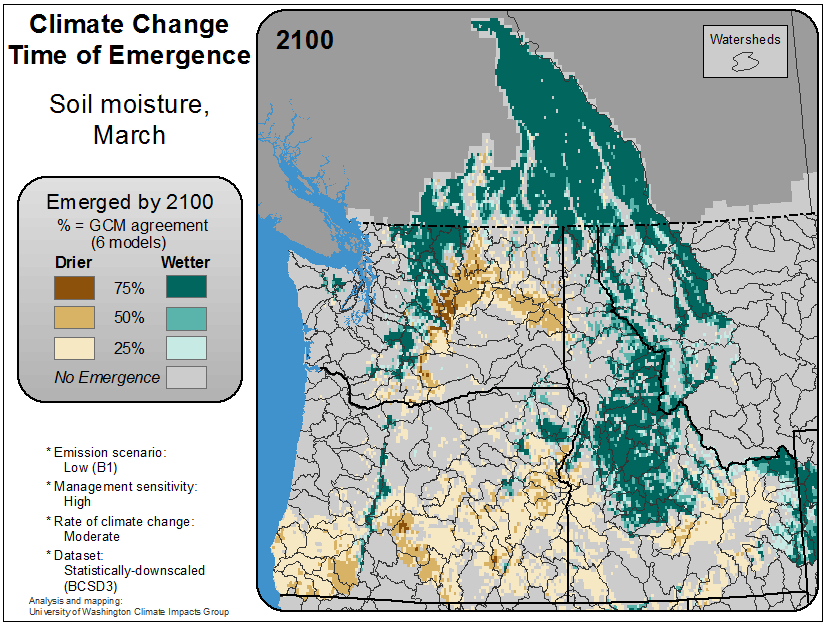 Climate Change
Time of Emergence
Soil moisture,
March
Emerged by 2100
% = GCM agreement
(6 models)
Drier Wetter
75%
50%
25%
No Emergence
* Emission scenario:
Low (B1)
* Management sensitivity:
High
* Rate of climate change:
Moderate
* Dataset:
Statistically-downscaled
(BCSD3)
Analysis and mapping:
University of Washington Climate Impacts Group
2100
Watersheds